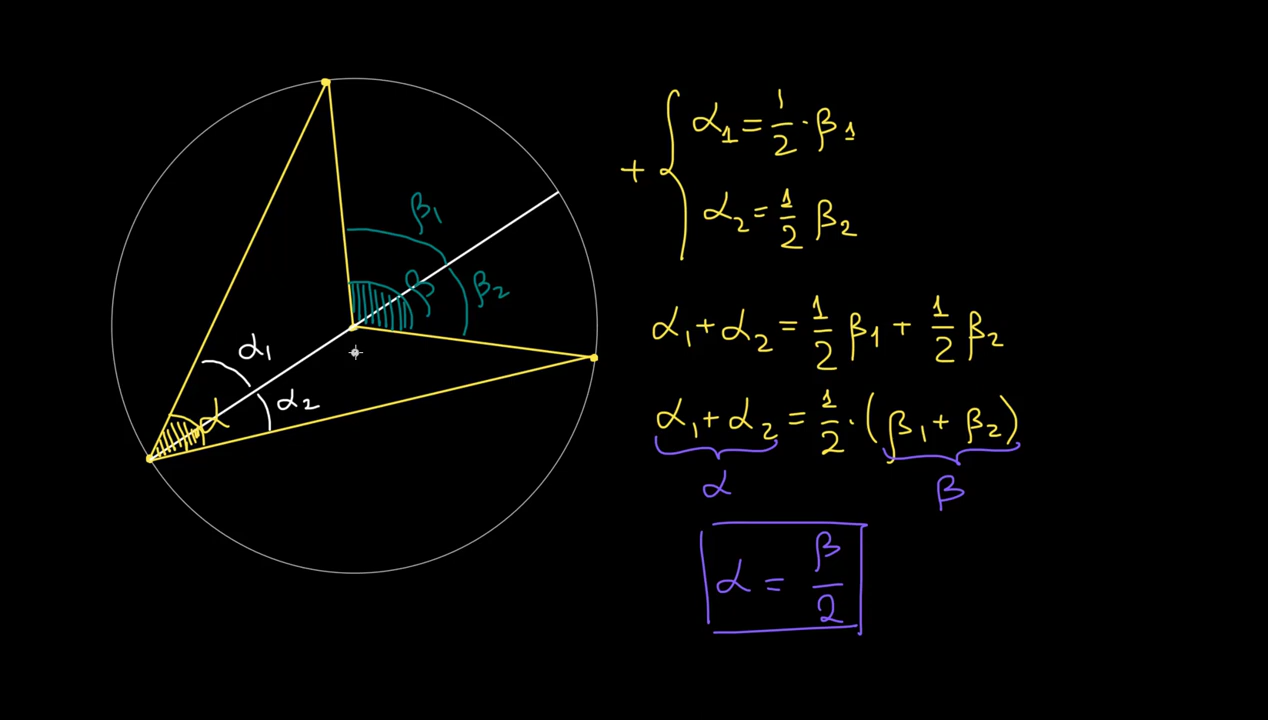 β₁
β
β₂
α₁
α₂
α
+ { α₁ = 1/2 · β₁
α₂ = 1/2 β₂
α₁ + α₂ = 1/2 β₁ + 1/2 β₂
α₁ + α₂ = 1/2 · (β₁ + β₂)
α β
α = β/2